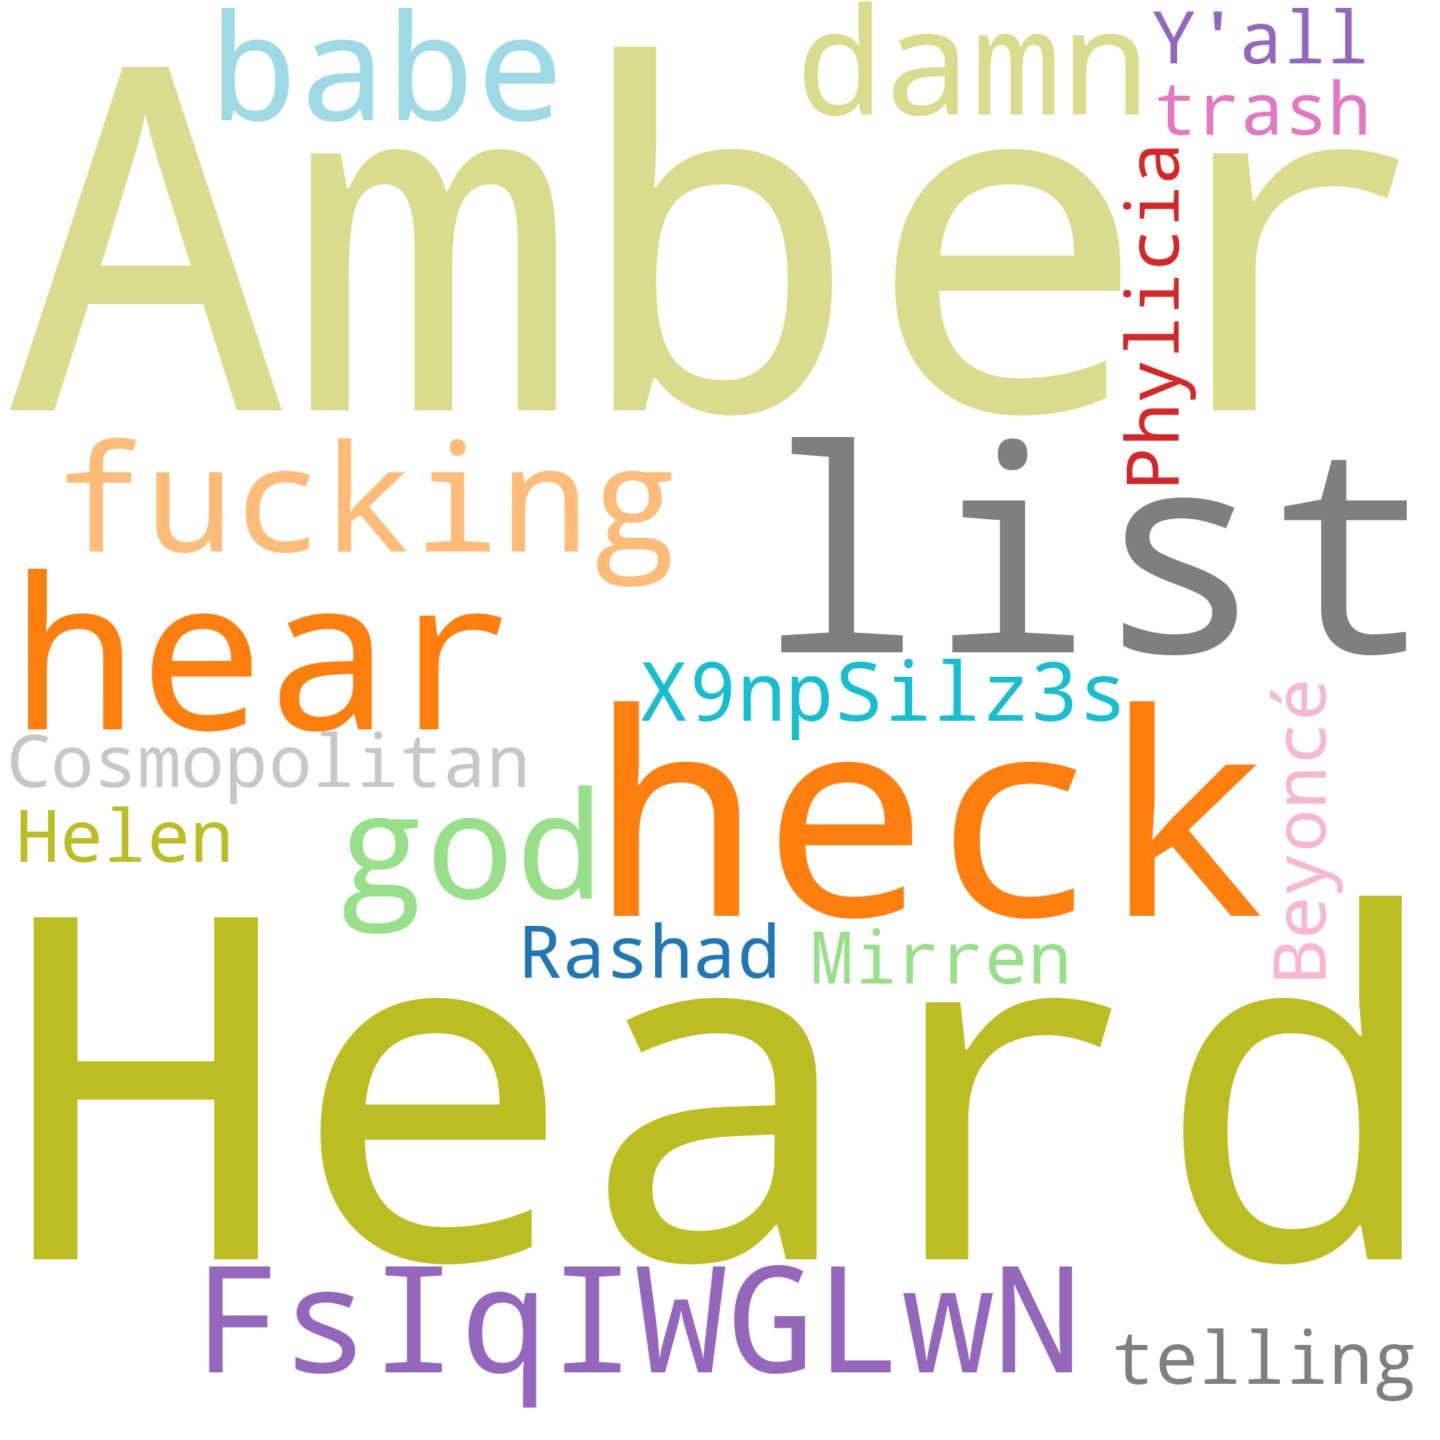 babe
damn
Y'all
trash
Amber
Phylicia
fucking
list
hear
X9npSilz3s
Cosmopolitan
heck
Beyoncé
Helen
god
Rashad
Mirren
Heard
FsIqIWGLwN
telling